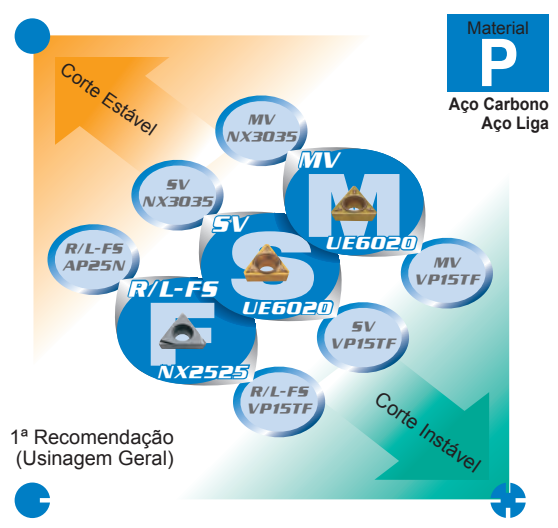 Material
P
Aço Carbono
Aço Liga
Corte Estável
MV
NX3035
MV
M
UE6020
SV
NX3035
SV
S
UE6020
R/L-FS
AP25N
MV
VP15TF
R/L-FS
F
NX2525
SV
VP15TF
R/L-FS
VP15TF
Corte Instável
1ª Recomendação
(Usinagem Geral)